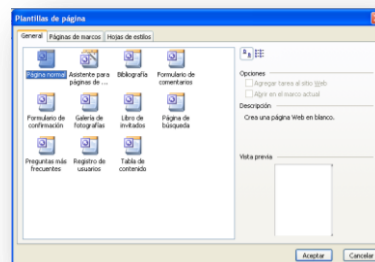 Plantillas de página
General Páginas de marcos Hojas de estilos
Página normal Asistente para páginas de ... Bibliografía Formulario de comentarios
Formulario de confirmación Galería de fotografías Libro de invitados Página de búsqueda
Preguntas más frecuentes Registro de usuarios Tabla de contenido
Opciones
Agregar tarea al sitio Web
Abrir en el marco actual
Descripción
Crea una página Web en blanco.
Vista previa
Aceptar Cancelar